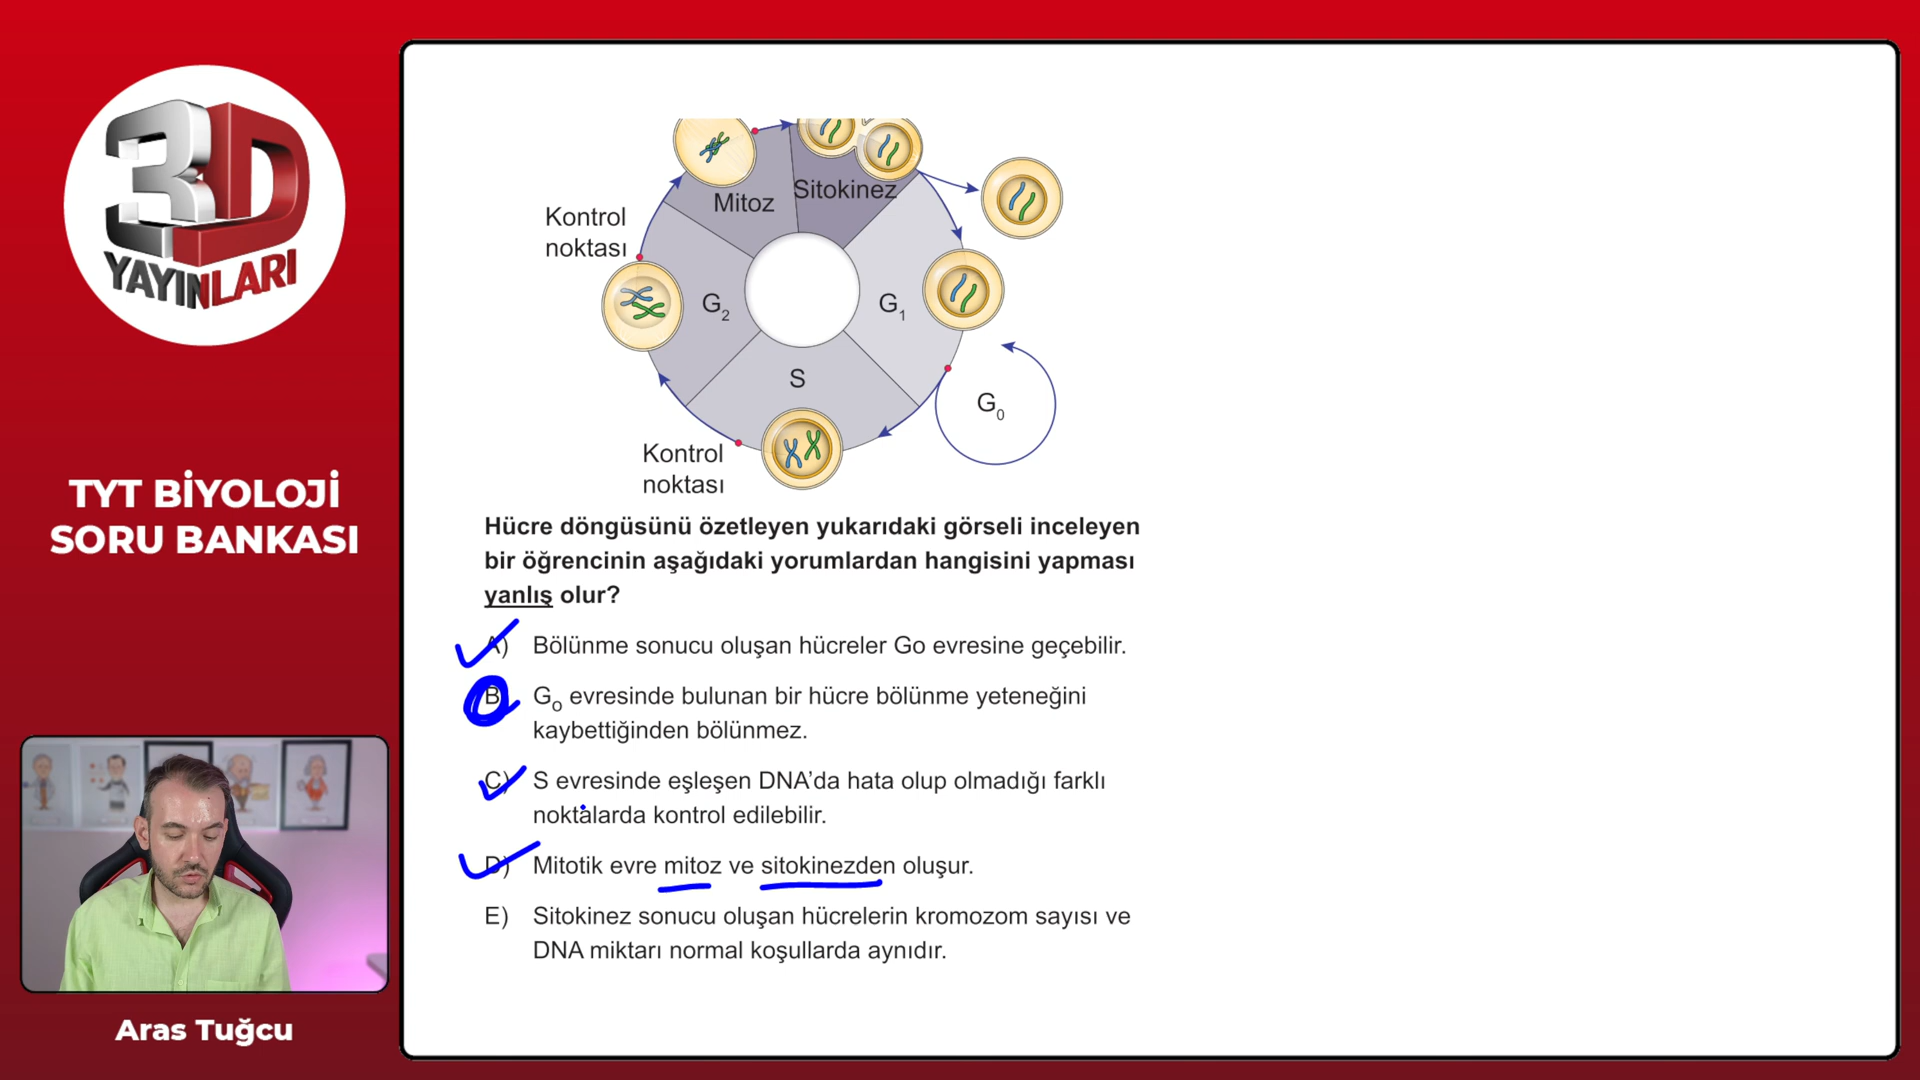 3D
YAYINLARI
TYT BİYOLOJİ
SORU BANKASI
Aras Tuğcu
Mitoz
Sitokinez
Kontrol
noktası
G2
G1
S
G0
Kontrol
noktası
Hücre döngüsünü özetleyen yukarıdaki görseli inceleyen
bir öğrencinin aşağıdaki yorumlardan hangisini yapması
yanlış olur?
A) Bölünme sonucu oluşan hücreler Go evresine geçebilir.
B) Go evresinde bulunan bir hücre bölünme yeteneğini
kaybettiğinden bölünmez.
C) S evresinde eşleşen DNA’da hata olup olmadığı farklı
noktalarda kontrol edilebilir.
D) Mitotik evre mitoz ve sitokinezden oluşur.
E) Sitokinez sonucu oluşan hücrelerin kromozom sayısı ve
DNA miktarı normal koşullarda aynıdır.